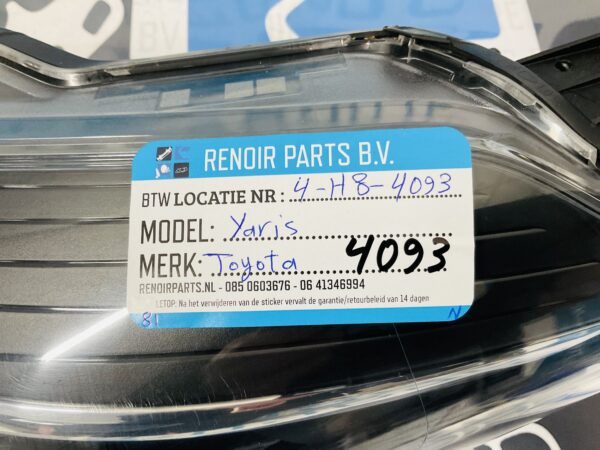 RENOIR PARTS B.V.
BTW LOCATIE NR : 4-H8-4093
MODEL: Yaris
MERK: Toyota 4093
RENOIRPARTS.NL - 085 0603676 - 06 41346994
LETOP: Na het verwijderen van de sticker vervalt de garantie/retourbeleid van 14 dagen
81 N